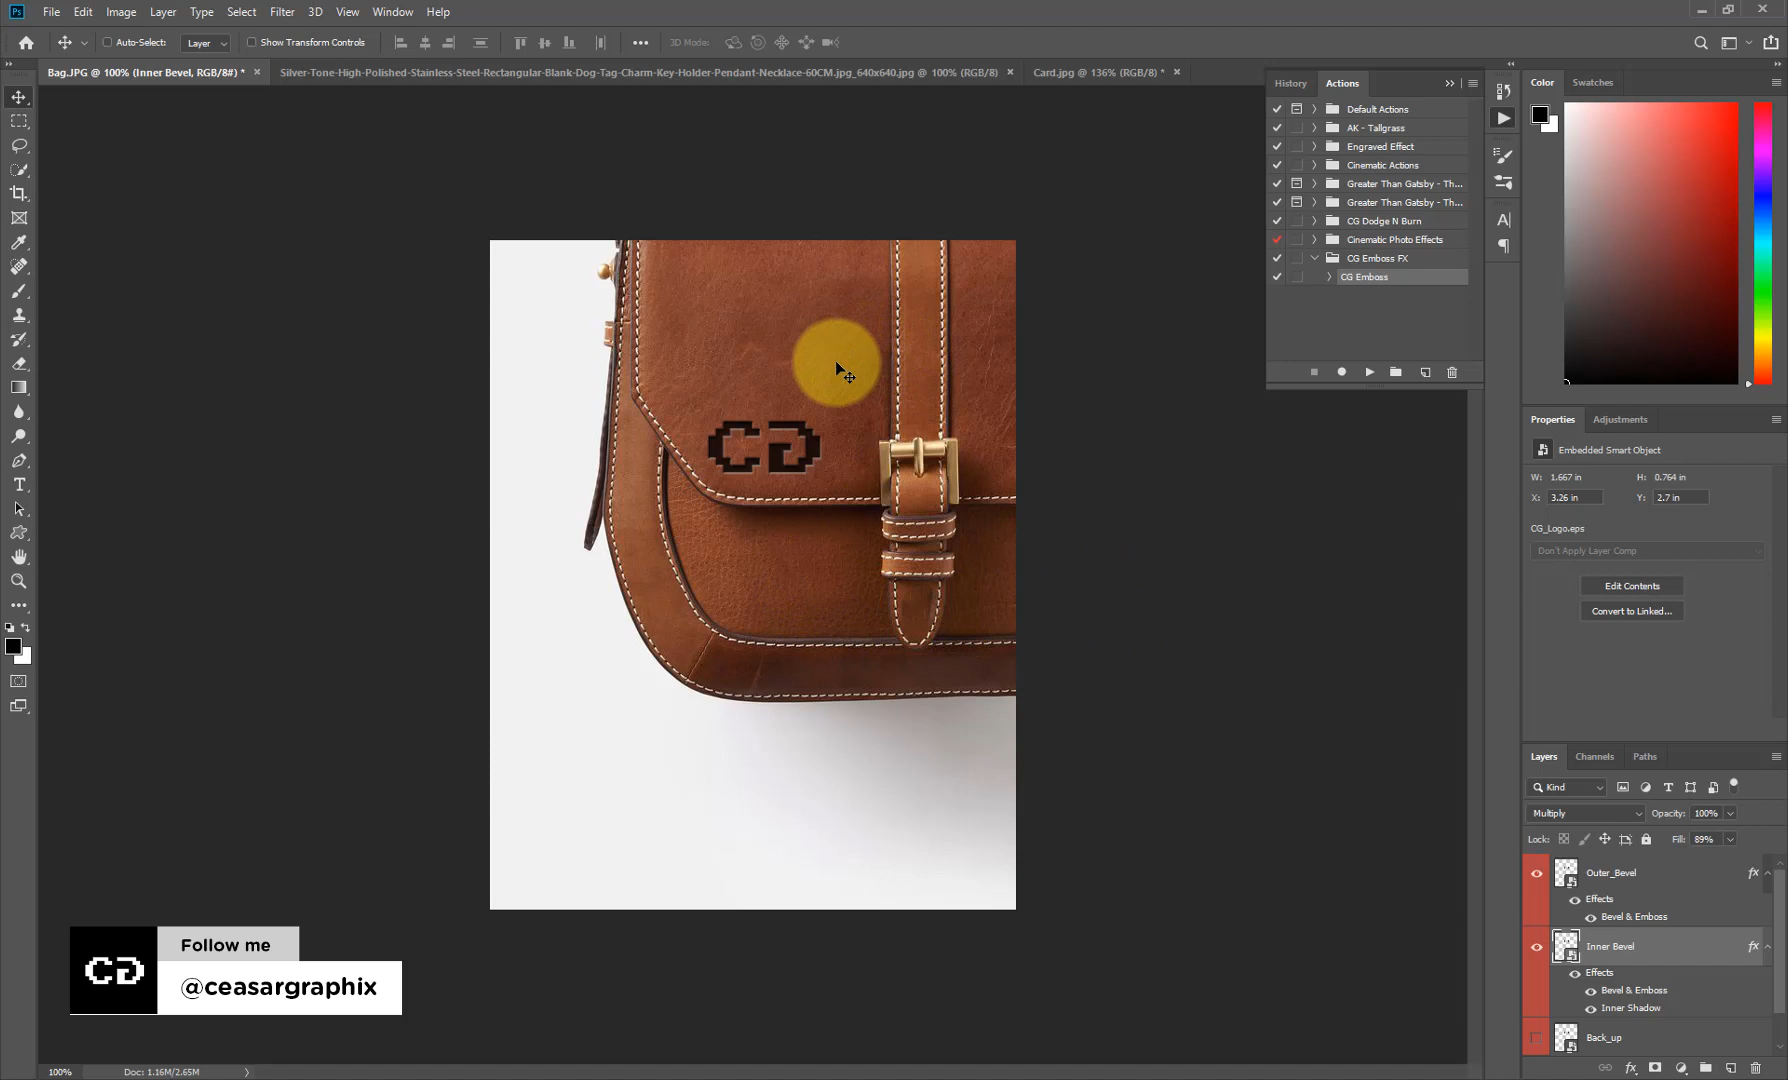 Ps File Edit Image Layer Type Select Filter 3D View Window Help
Auto-Select: Layer Show Transform Controls 3D Mode:
Bag.JPG @ 100% (Inner Bevel, RGB/8#) * × Silver-Tone-High-Polished-Stainless-Steel-Rectangular-Blank-Dog-Tag-Charm-Key-Holder-Pendant-Necklace-60CM.jpg_640x640.jpg @ 100% (RGB/8) × Card.jpg @ 136% (RGB/8) * ×
History Actions
Default Actions
AK - Tallgrass
Engraved Effect
Cinematic Actions
Greater Than Gatsby - Th...
Greater Than Gatsby - Th...
CG Dodge N Burn
Cinematic Photo Effects
CG Emboss FX
CG Emboss
Color Swatches
Properties Adjustments
Embedded Smart Object
W: 1.667 in H: 0.764 in
X: 3.26 in Y: 2.7 in
CG_Logo.eps
Don't Apply Layer Comp
Edit Contents
Convert to Linked...
Layers Channels Paths
Kind
Multiply Opacity: 100%
Lock: Fill: 89%
Outer_Bevel fx
Effects
Bevel & Emboss
Inner Bevel fx
Effects
Bevel & Emboss
Inner Shadow
Back_up
CG
CG
Follow me
@ceasargraphix
100% Doc: 1.16M/2.65M